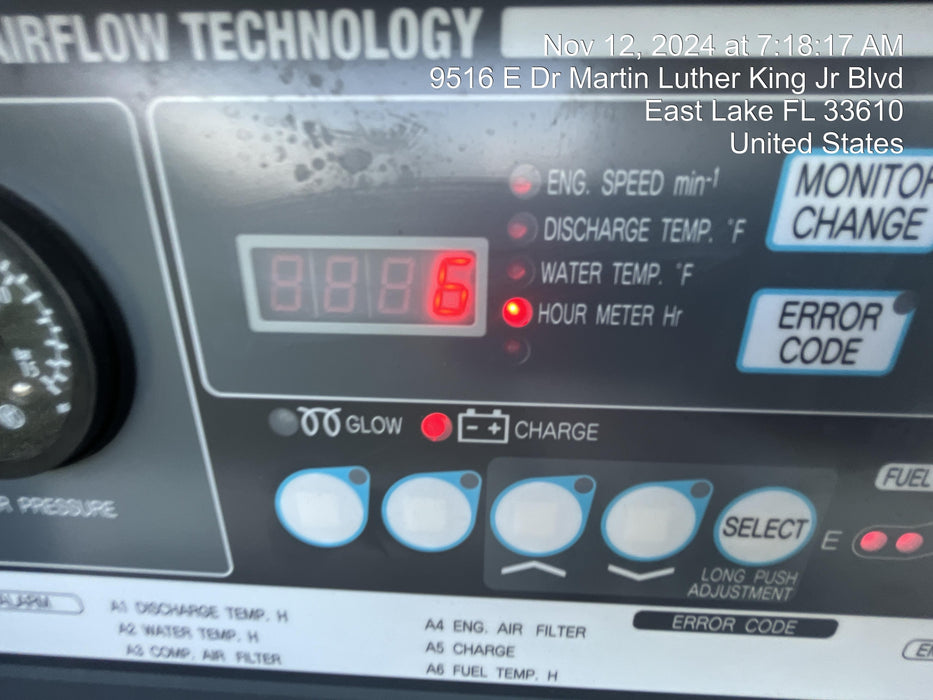 AIRFLOW TECHNOLOGY
Nov 12, 2024 at 7:18:17 AM
9516 E Dr Martin Luther King Jr Blvd
East Lake FL 33610
United States
ENG. SPEED min-1
DISCHARGE TEMP. °F
WATER TEMP. °F
HOUR METER Hr
6
MONITOR
CHANGE
ERROR
CODE
GLOW
- +
CHARGE
R PRESSURE
FUEL
SELECT
E
LONG PUSH
ADJUSTMENT
ALARM
A1 DISCHARGE TEMP. H
A2 WATER TEMP. H
A3 COMP. AIR FILTER
A4 ENG. AIR FILTER
A5 CHARGE
A6 FUEL TEMP. H
ERROR CODE